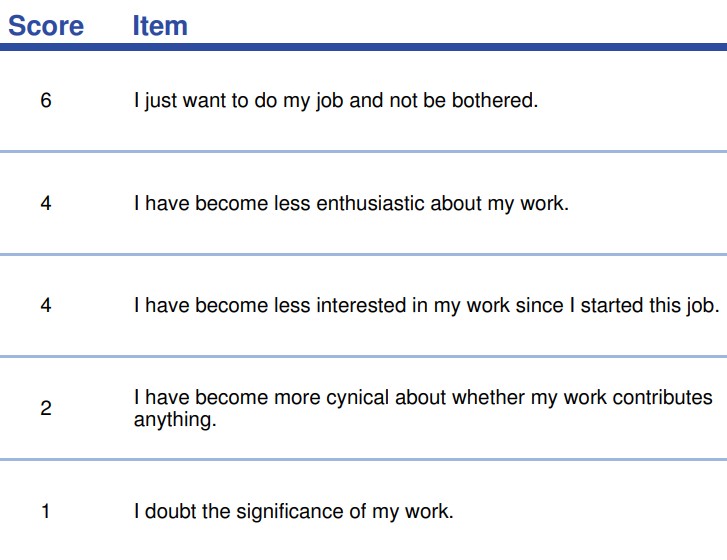 Score Item
6 I just want to do my job and not be bothered.
4 I have become less enthusiastic about my work.
4 I have become less interested in my work since I started this job.
2 I have become more cynical about whether my work contributes
anything.
1 I doubt the significance of my work.